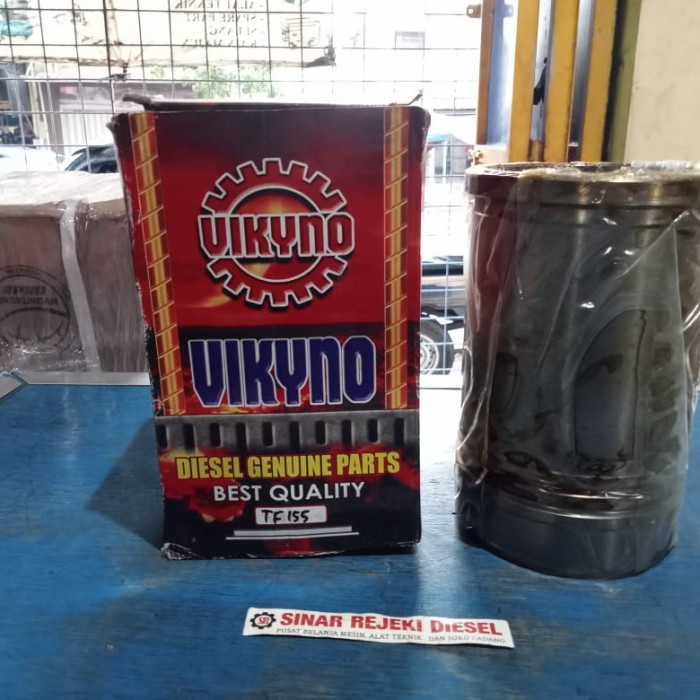 VIKYNO
VIKYNO
DIESEL GENUINE PARTS
BEST QUALITY
TF 155
SINAR REJEKI DIESEL
PUSAT BELANJA MESIN, ALAT TEKNIK, DAN SUKU CADANG